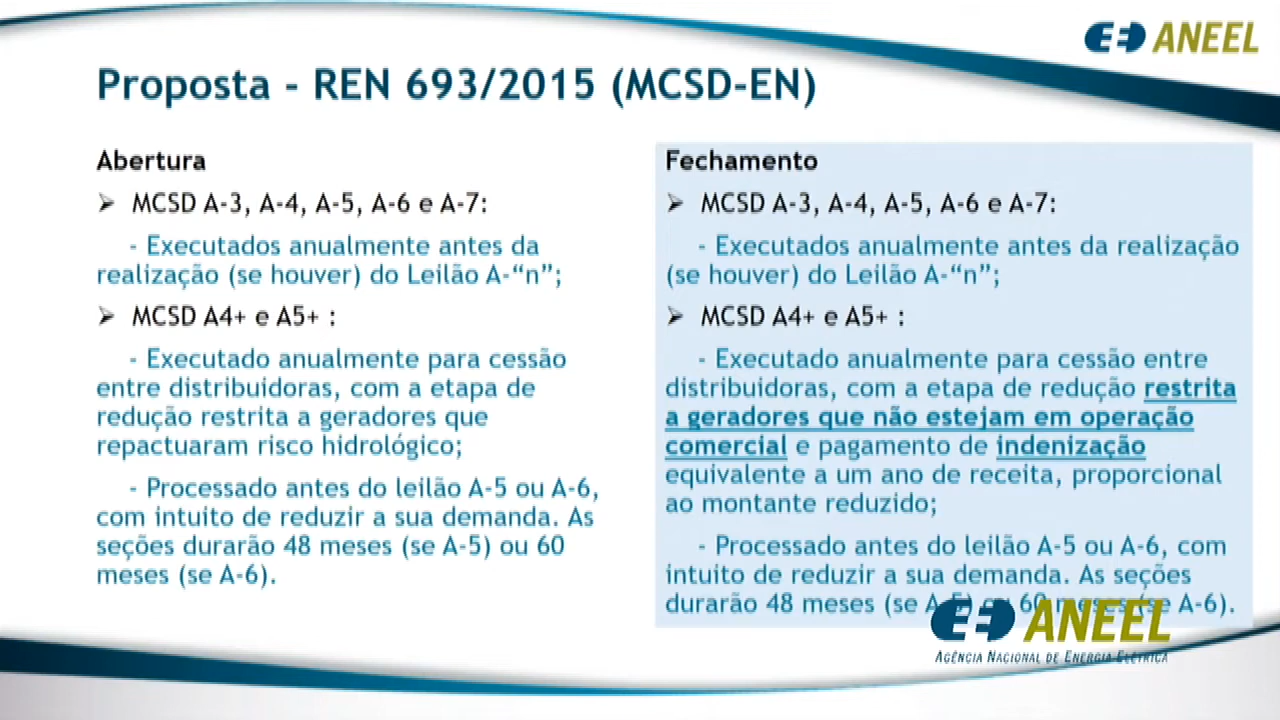 ANEEL
Proposta - REN 693/2015 (MCSD-EN)
Abertura
➢ MCSD A-3, A-4, A-5, A-6 e A-7:
- Executados anualmente antes da
realização (se houver) do Leilão A-“n”;
➢ MCSD A4+ e A5+ :
- Executado anualmente para cessão
entre distribuidoras, com a etapa de
redução restrita a geradores que
repactuaram risco hidrológico;
- Processado antes do leilão A-5 ou A-6,
com intuito de reduzir a sua demanda. As
seções durarão 48 meses (se A-5) ou 60
meses (se A-6).
Fechamento
➢ MCSD A-3, A-4, A-5, A-6 e A-7:
- Executados anualmente antes da realização
(se houver) do Leilão A-“n”;
➢ MCSD A4+ e A5+ :
- Executado anualmente para cessão entre
distribuidoras, com a etapa de redução restrita
a geradores que não estejam em operação
comercial e pagamento de indenização
equivalente a um ano de receita, proporcional
ao montante reduzido;
- Processado antes do leilão A-5 ou A-6, com
intuito de reduzir a sua demanda. As seções
durarão 48 meses (se A-5) ou 60 meses (se A-6).
ANEEL
AGÊNCIA NACIONAL DE ENERGIA ELÉTRICA